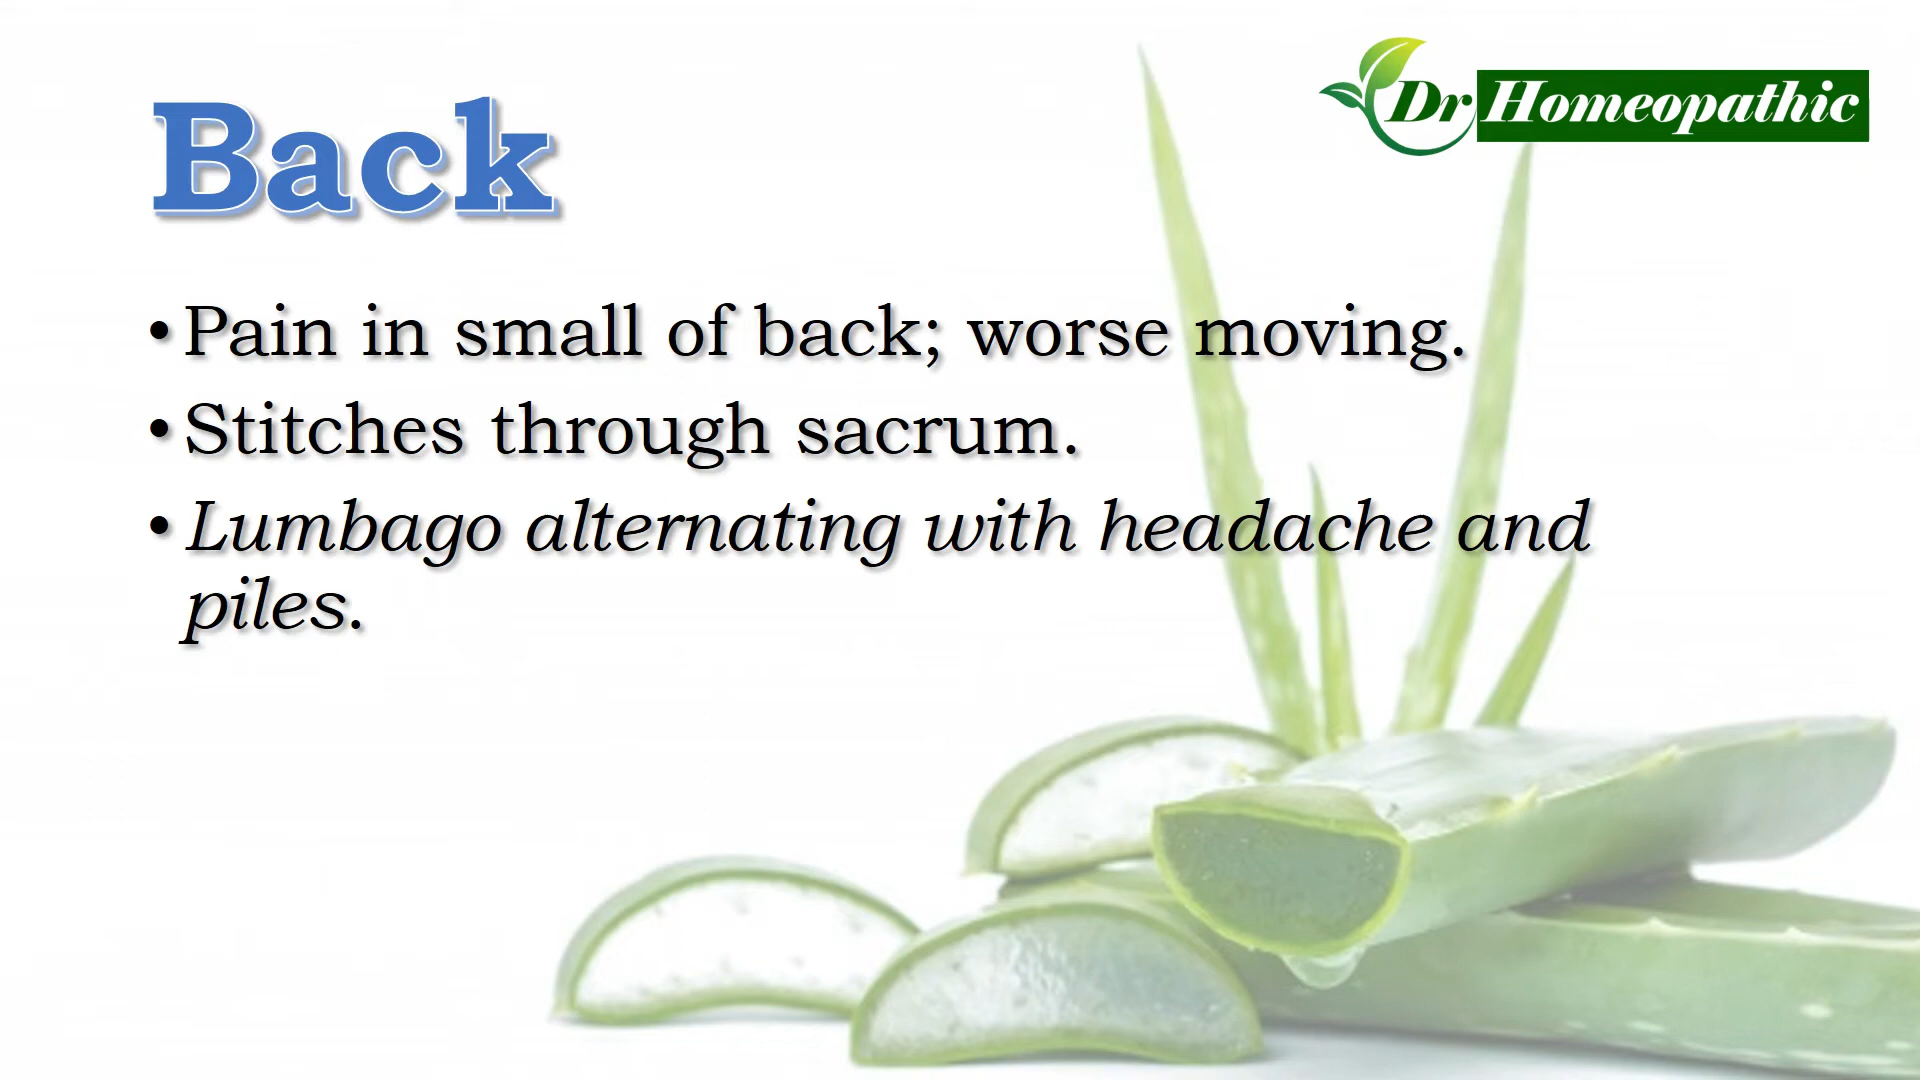 Dr Homeopathic
Back
• Pain in small of back; worse moving.
• Stitches through sacrum.
• Lumbago alternating with headache and
piles.